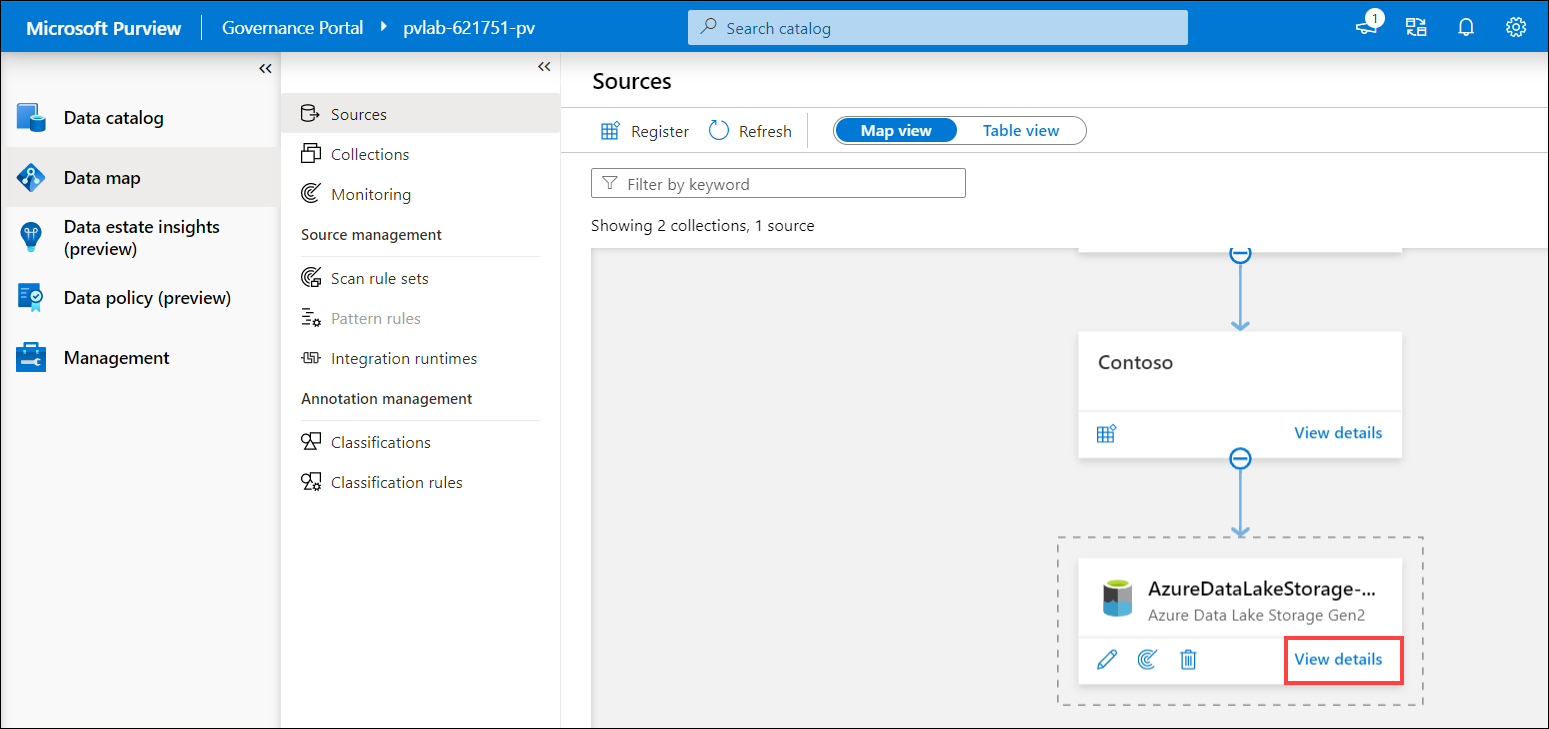 Microsoft Purview
Governance Portal
pvlab-621751-pv
Search catalog
1
Data catalog
Data map
Data estate insights
(preview)
Data policy (preview)
Management
Sources
Collections
Monitoring
Source management
Scan rule sets
Pattern rules
Integration runtimes
Annotation management
Classifications
Classification rules
Sources
Register
Refresh
Map view
Table view
Filter by keyword
Showing 2 collections, 1 source
Contoso
View details
AzureDataLakeStorage-...
Azure Data Lake Storage Gen2
View details